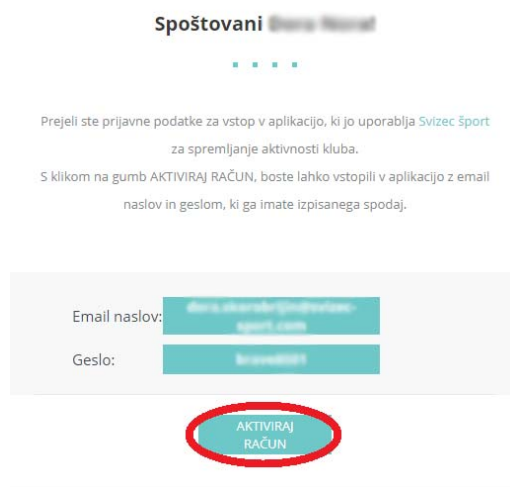 Spoštovani
Prejeli ste prijavne podatke za vstop v aplikacijo, ki jo uporablja Svizec šport
za spremljanje aktivnosti kluba.
S klikom na gumb AKTIVIRAJ RAČUN, boste lahko vstopili v aplikacijo z email
naslov in geslom, ki ga imate izpisanega spodaj.
Email naslov:
Geslo:
AKTIVIRAJ
RAČUN